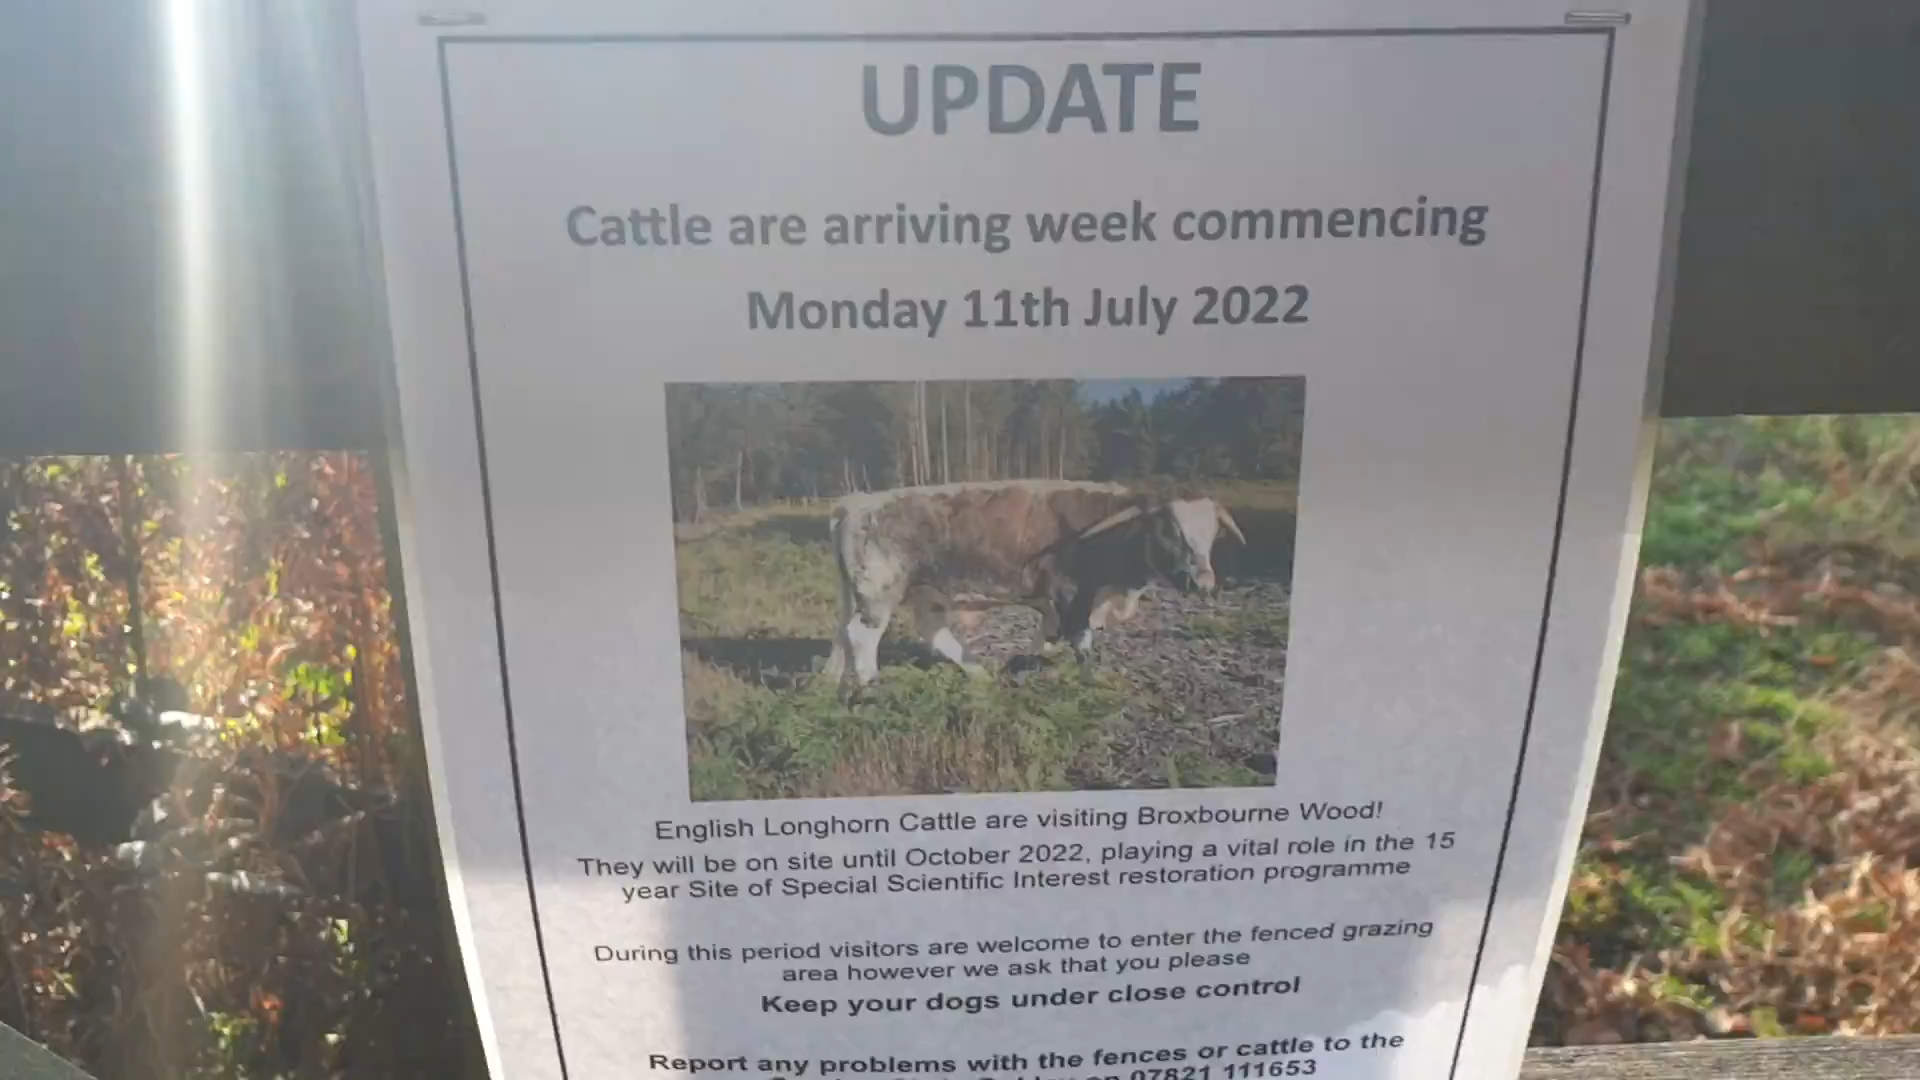 UPDATE
Cattle are arriving week commencing
Monday 11th July 2022
English Longhorn Cattle are visiting Broxbourne Wood!
They will be on site until October 2022, playing a vital role in the 15
year Site of Special Scientific Interest restoration programme
During this period visitors are welcome to enter the fenced grazing
area however we ask that you please
Keep your dogs under close control
Report any problems with the fences or cattle to the
on 07821 111653